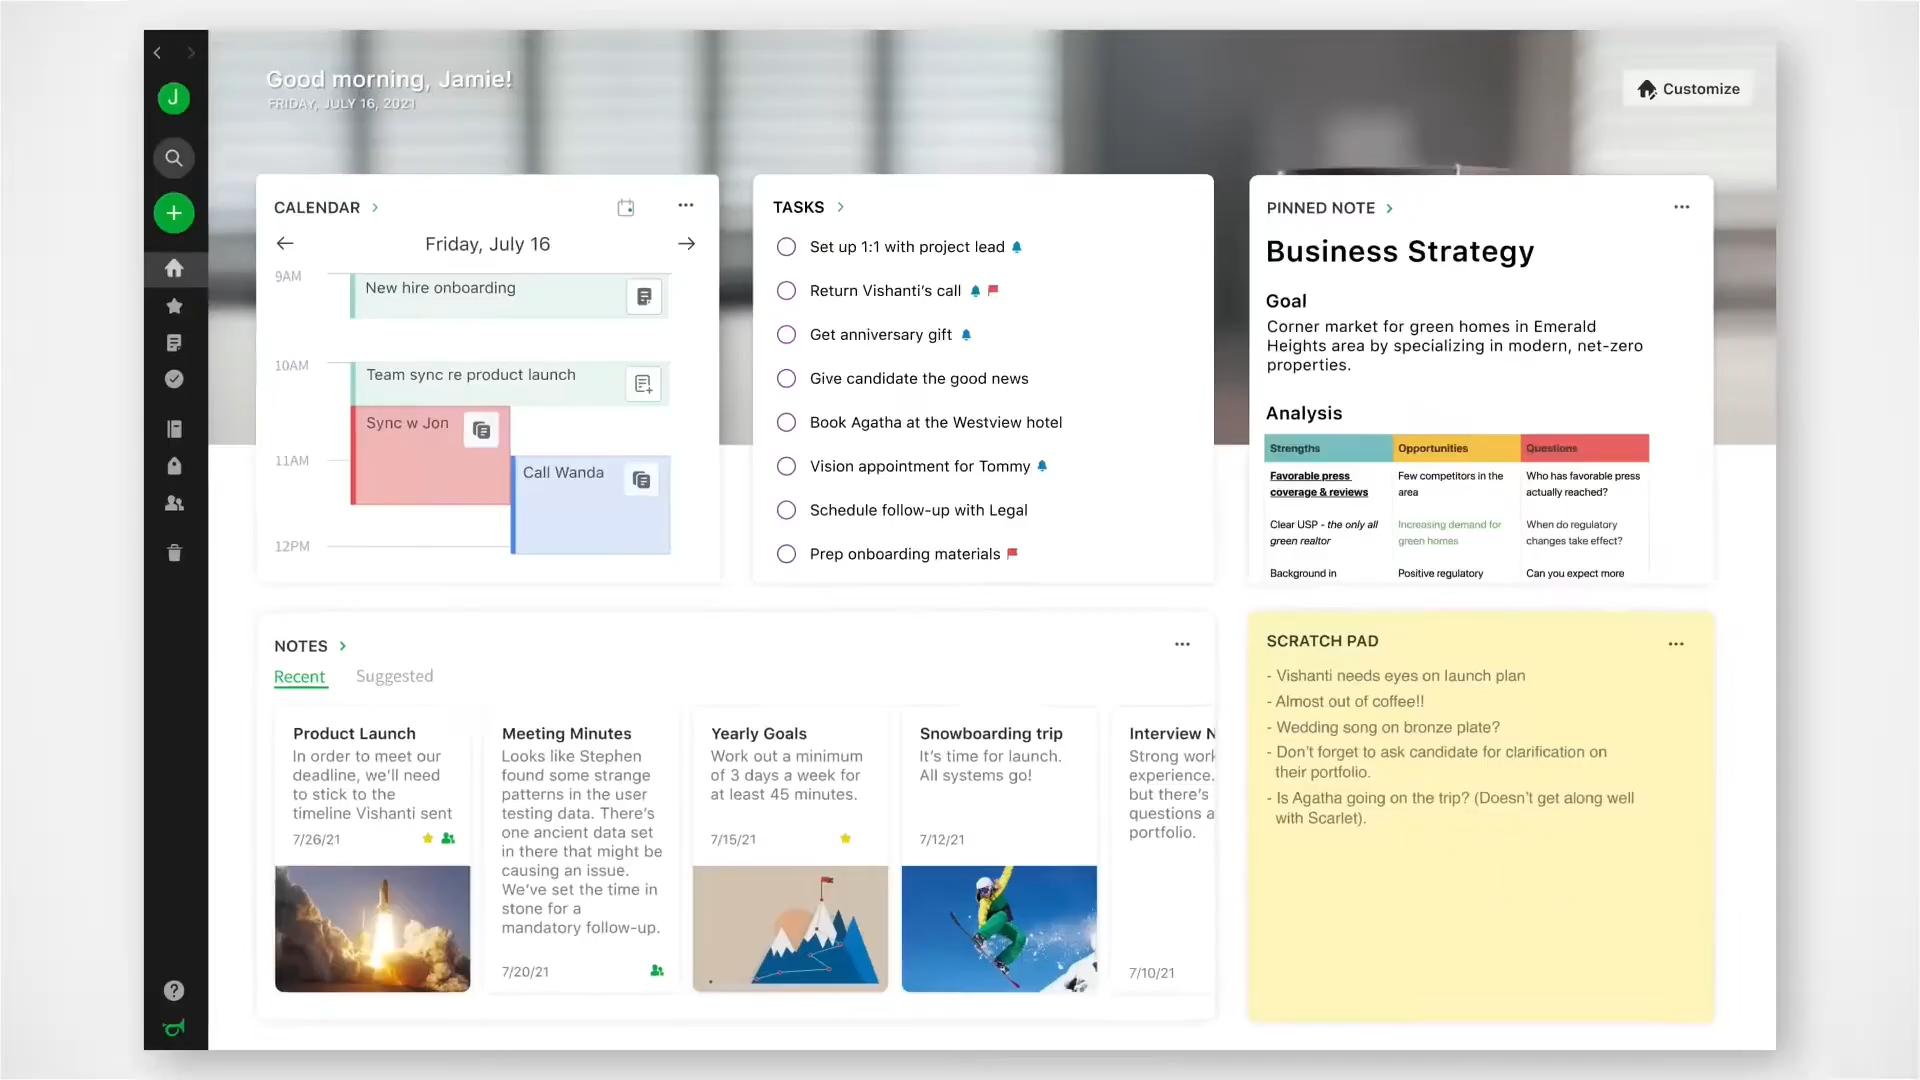 Good morning, Jamie!
FRIDAY, JULY 16, 2021
J
Customize
CALENDAR
Friday, July 16
9AM
New hire onboarding
10AM
Team sync re product launch
Sync w Jon
11AM
Call Wanda
12PM
TASKS
Set up 1:1 with project lead
Return Vishanti's call
Get anniversary gift
Give candidate the good news
Book Agatha at the Westview hotel
Vision appointment for Tommy
Schedule follow-up with Legal
Prep onboarding materials
PINNED NOTE
Business Strategy
Goal
Corner market for green homes in Emerald
Heights area by specializing in modern, net-zero
properties.
Analysis
Strengths Opportunities Questions
Favorable press Few competitors in the Who has favorable press
coverage & reviews area actually reached?
Clear USP - the only all Increasing demand for When do regulatory
green realtor green homes changes take effect?
Background in Positive regulatory Can you expect more
NOTES
Recent Suggested
Product Launch
In order to meet our
deadline, we'll need
to stick to the
timeline Vishanti sent
7/26/21
Meeting Minutes
Looks like Stephen
found some strange
patterns in the user
testing data. There's
one ancient data set
in there that might be
causing an issue.
We've set the time in
stone for a
mandatory follow-up.
7/20/21
Yearly Goals
Work out a minimum
of 3 days a week for
at least 45 minutes.
7/15/21
Snowboarding trip
It's time for launch.
All systems go!
7/12/21
Interview N
Strong work
experience.
but there's
questions a
portfolio.
7/10/21
SCRATCH PAD
- Vishanti needs eyes on launch plan
- Almost out of coffee!!
- Wedding song on bronze plate?
- Don't forget to ask candidate for clarification on
their portfolio.
- Is Agatha going on the trip? (Doesn't get along well
with Scarlet).